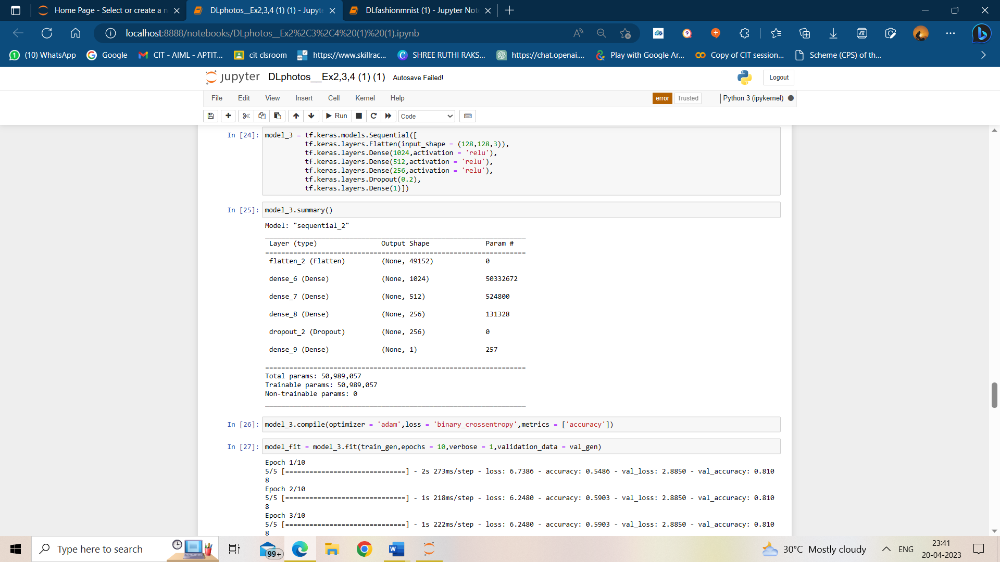 Home Page - Select or create a n
DLphotos__Ex2,3,4 (1) (1) - Jupyte
DLfashionmnist (1) - Jupyter Not
localhost:8888/notebooks/DLphotos__Ex2%2C3%2C4%20(1)%20(1).ipynb
(10) WhatsApp
Google
CIT - AIML - APTIT...
cit clsroom
https://www.skillrac...
SHREE RUTHI RAKS...
https://chat.openai....
Play with Google Ar...
Copy of CIT session...
Scheme (CPS) of th...
jupyter DLphotos__Ex2,3,4 (1) (1) Autosave Failed!
Logout
File Edit View Insert Cell Kernel Help
error Trusted Python 3 (ipykernel)
Run Code
In [24]: model_3 = tf.keras.models.Sequential([
tf.keras.layers.Flatten(input_shape = (128,128,3)),
tf.keras.layers.Dense(1024,activation = 'relu'),
tf.keras.layers.Dense(512,activation = 'relu'),
tf.keras.layers.Dense(256,activation = 'relu'),
tf.keras.layers.Dropout(0.2),
tf.keras.layers.Dense(1)])
In [25]: model_3.summary()
Model: "sequential_2"
Layer (type) Output Shape Param #
=================================================================
flatten_2 (Flatten) (None, 49152) 0
dense_6 (Dense) (None, 1024) 50332672
dense_7 (Dense) (None, 512) 524800
dense_8 (Dense) (None, 256) 131328
dropout_2 (Dropout) (None, 256) 0
dense_9 (Dense) (None, 1) 257
=================================================================
Total params: 50,989,057
Trainable params: 50,989,057
Non-trainable params: 0
In [26]: model_3.compile(optimizer = 'adam',loss = 'binary_crossentropy',metrics = ['accuracy'])
In [27]: model_fit = model_3.fit(train_gen,epochs = 10,verbose = 1,validation_data = val_gen)
Epoch 1/10
5/5 [==============================] - 2s 273ms/step - loss: 6.7386 - accuracy: 0.5486 - val_loss: 2.8850 - val_accuracy: 0.810
8
Epoch 2/10
5/5 [==============================] - 1s 218ms/step - loss: 6.2480 - accuracy: 0.5903 - val_loss: 2.8850 - val_accuracy: 0.810
8
Epoch 3/10
5/5 [==============================] - 1s 222ms/step - loss: 6.2480 - accuracy: 0.5903 - val_loss: 2.8850 - val_accuracy: 0.810
8
Type here to search
99+
30°C Mostly cloudy
ENG
23:41
20-04-2023